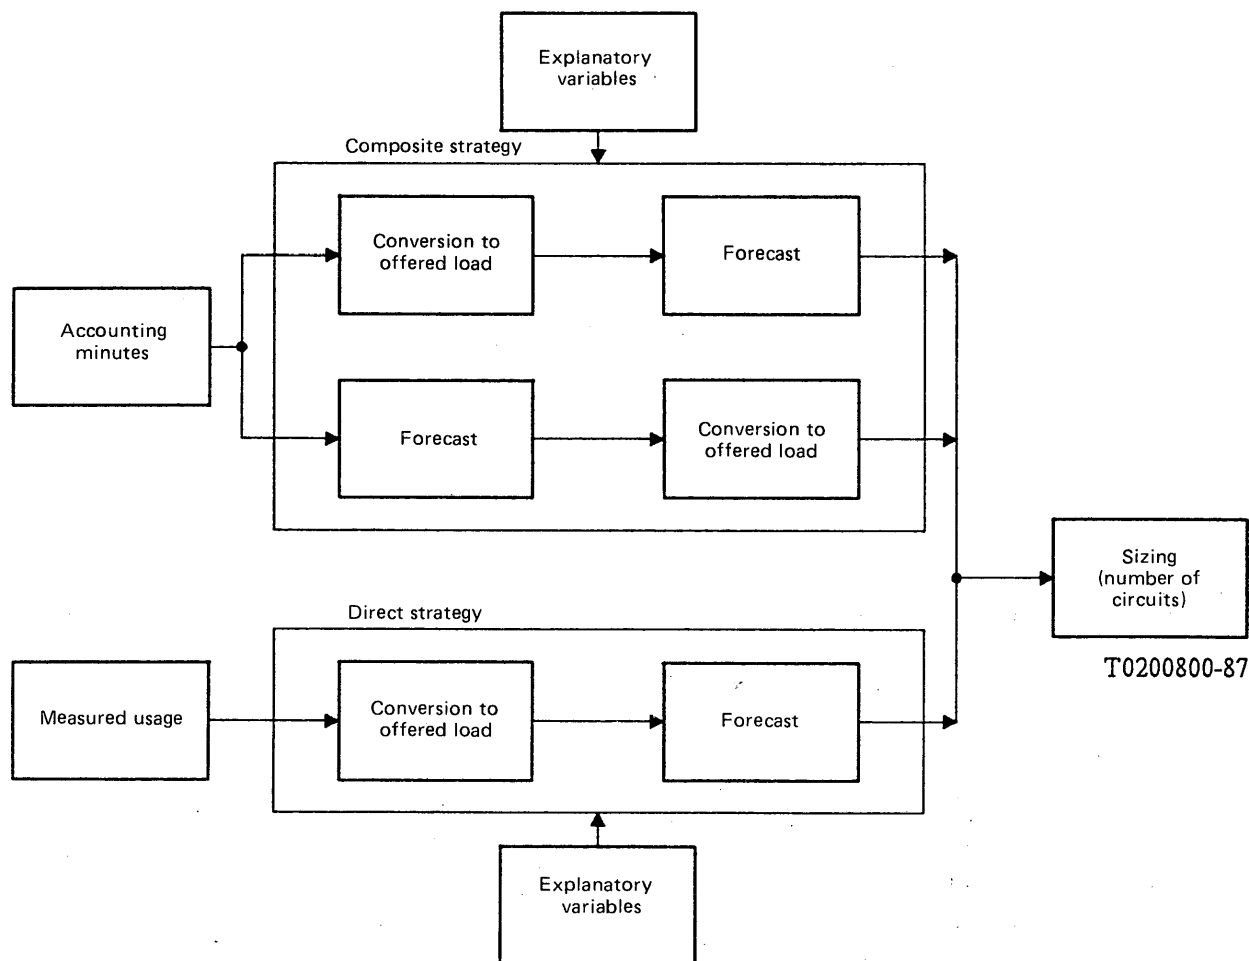 Explanatory
variables
Composite strategy
Conversion to
offered load
Forecast
Accounting
minutes
Forecast
Conversion to
offered load
Sizing
(number of
circuits)
T0200800-87
Direct strategy
Measured usage
Conversion to
offered load
Forecast
Explanatory
variables